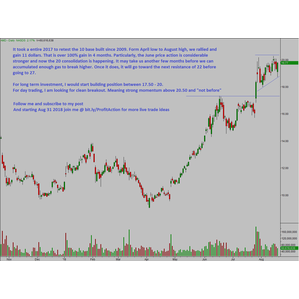 It took a entire 2017 to retest the 10 base built since 2009. Form April low to August high, we rallied and
gain 11 dollars. That is over 100% gain in 4 months. Particularly, the June price action is considerable
stronger and now the 20 consolidation is happening. It may take us another few months before we can
accumulated enough gas to break higher. Once it does, it will go toward the next resistance of 22 before
going to 27.
For long term investment, I would start building position between 17.50 - 20.
For day trading, I am looking for clean breakout. Meaning strong momentum above 20.50 and "not before"
Follow me and subscribe to my post
And starting Aug 31 2018 join me @ bit.ly/ProfitAction for more live trade ideas